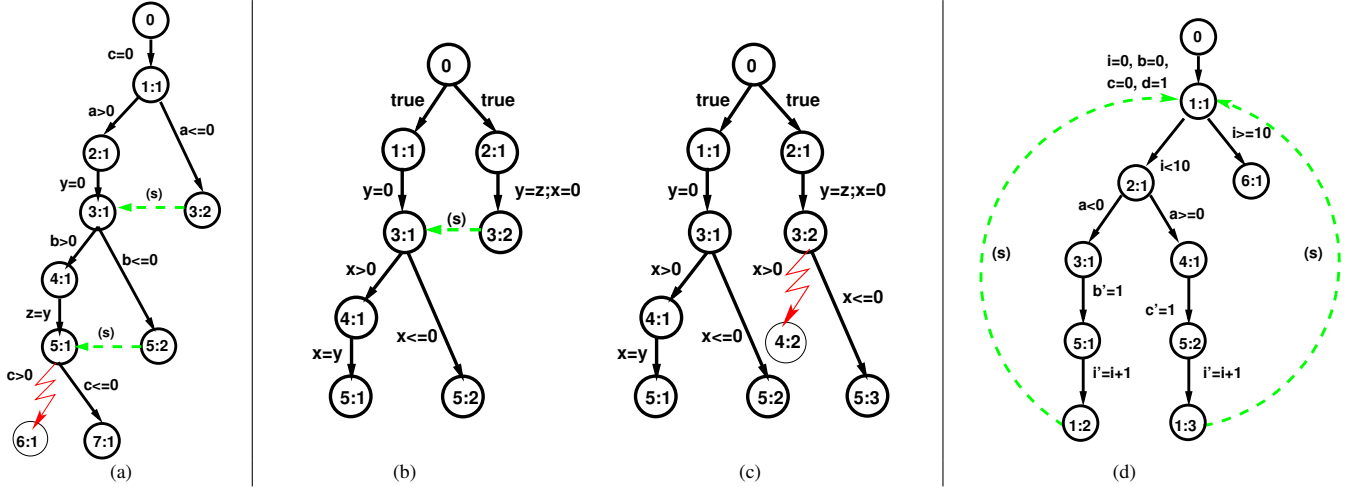 0
c=0
1:1
a>0
a<=0
2:1
y=0
(s)
3:1
3:2
b>0
b<=0
4:1
z=y
(s)
5:1
5:2
c>0
c<=0
6:1
7:1
(a)
0
true
true
1:1
2:1
y=0
y=z;x=0
(s)
3:1
3:2
x>0
4:1
x<=0
x=y
5:1
5:2
(b)
0
true
true
1:1
2:1
y=0
y=z;x=0
3:1
3:2
x>0
x>0
x<=0
4:1
x<=0
4:2
x=y
5:1
5:2
5:3
(c)
0
i=0, b=0,
c=0, d=1
1:1
i>=10
i<10
2:1
6:1
a<0
a>=0
(s)
3:1
4:1
(s)
b'=1
c'=1
5:1
5:2
i'=i+1
i'=i+1
1:2
1:3
(d)